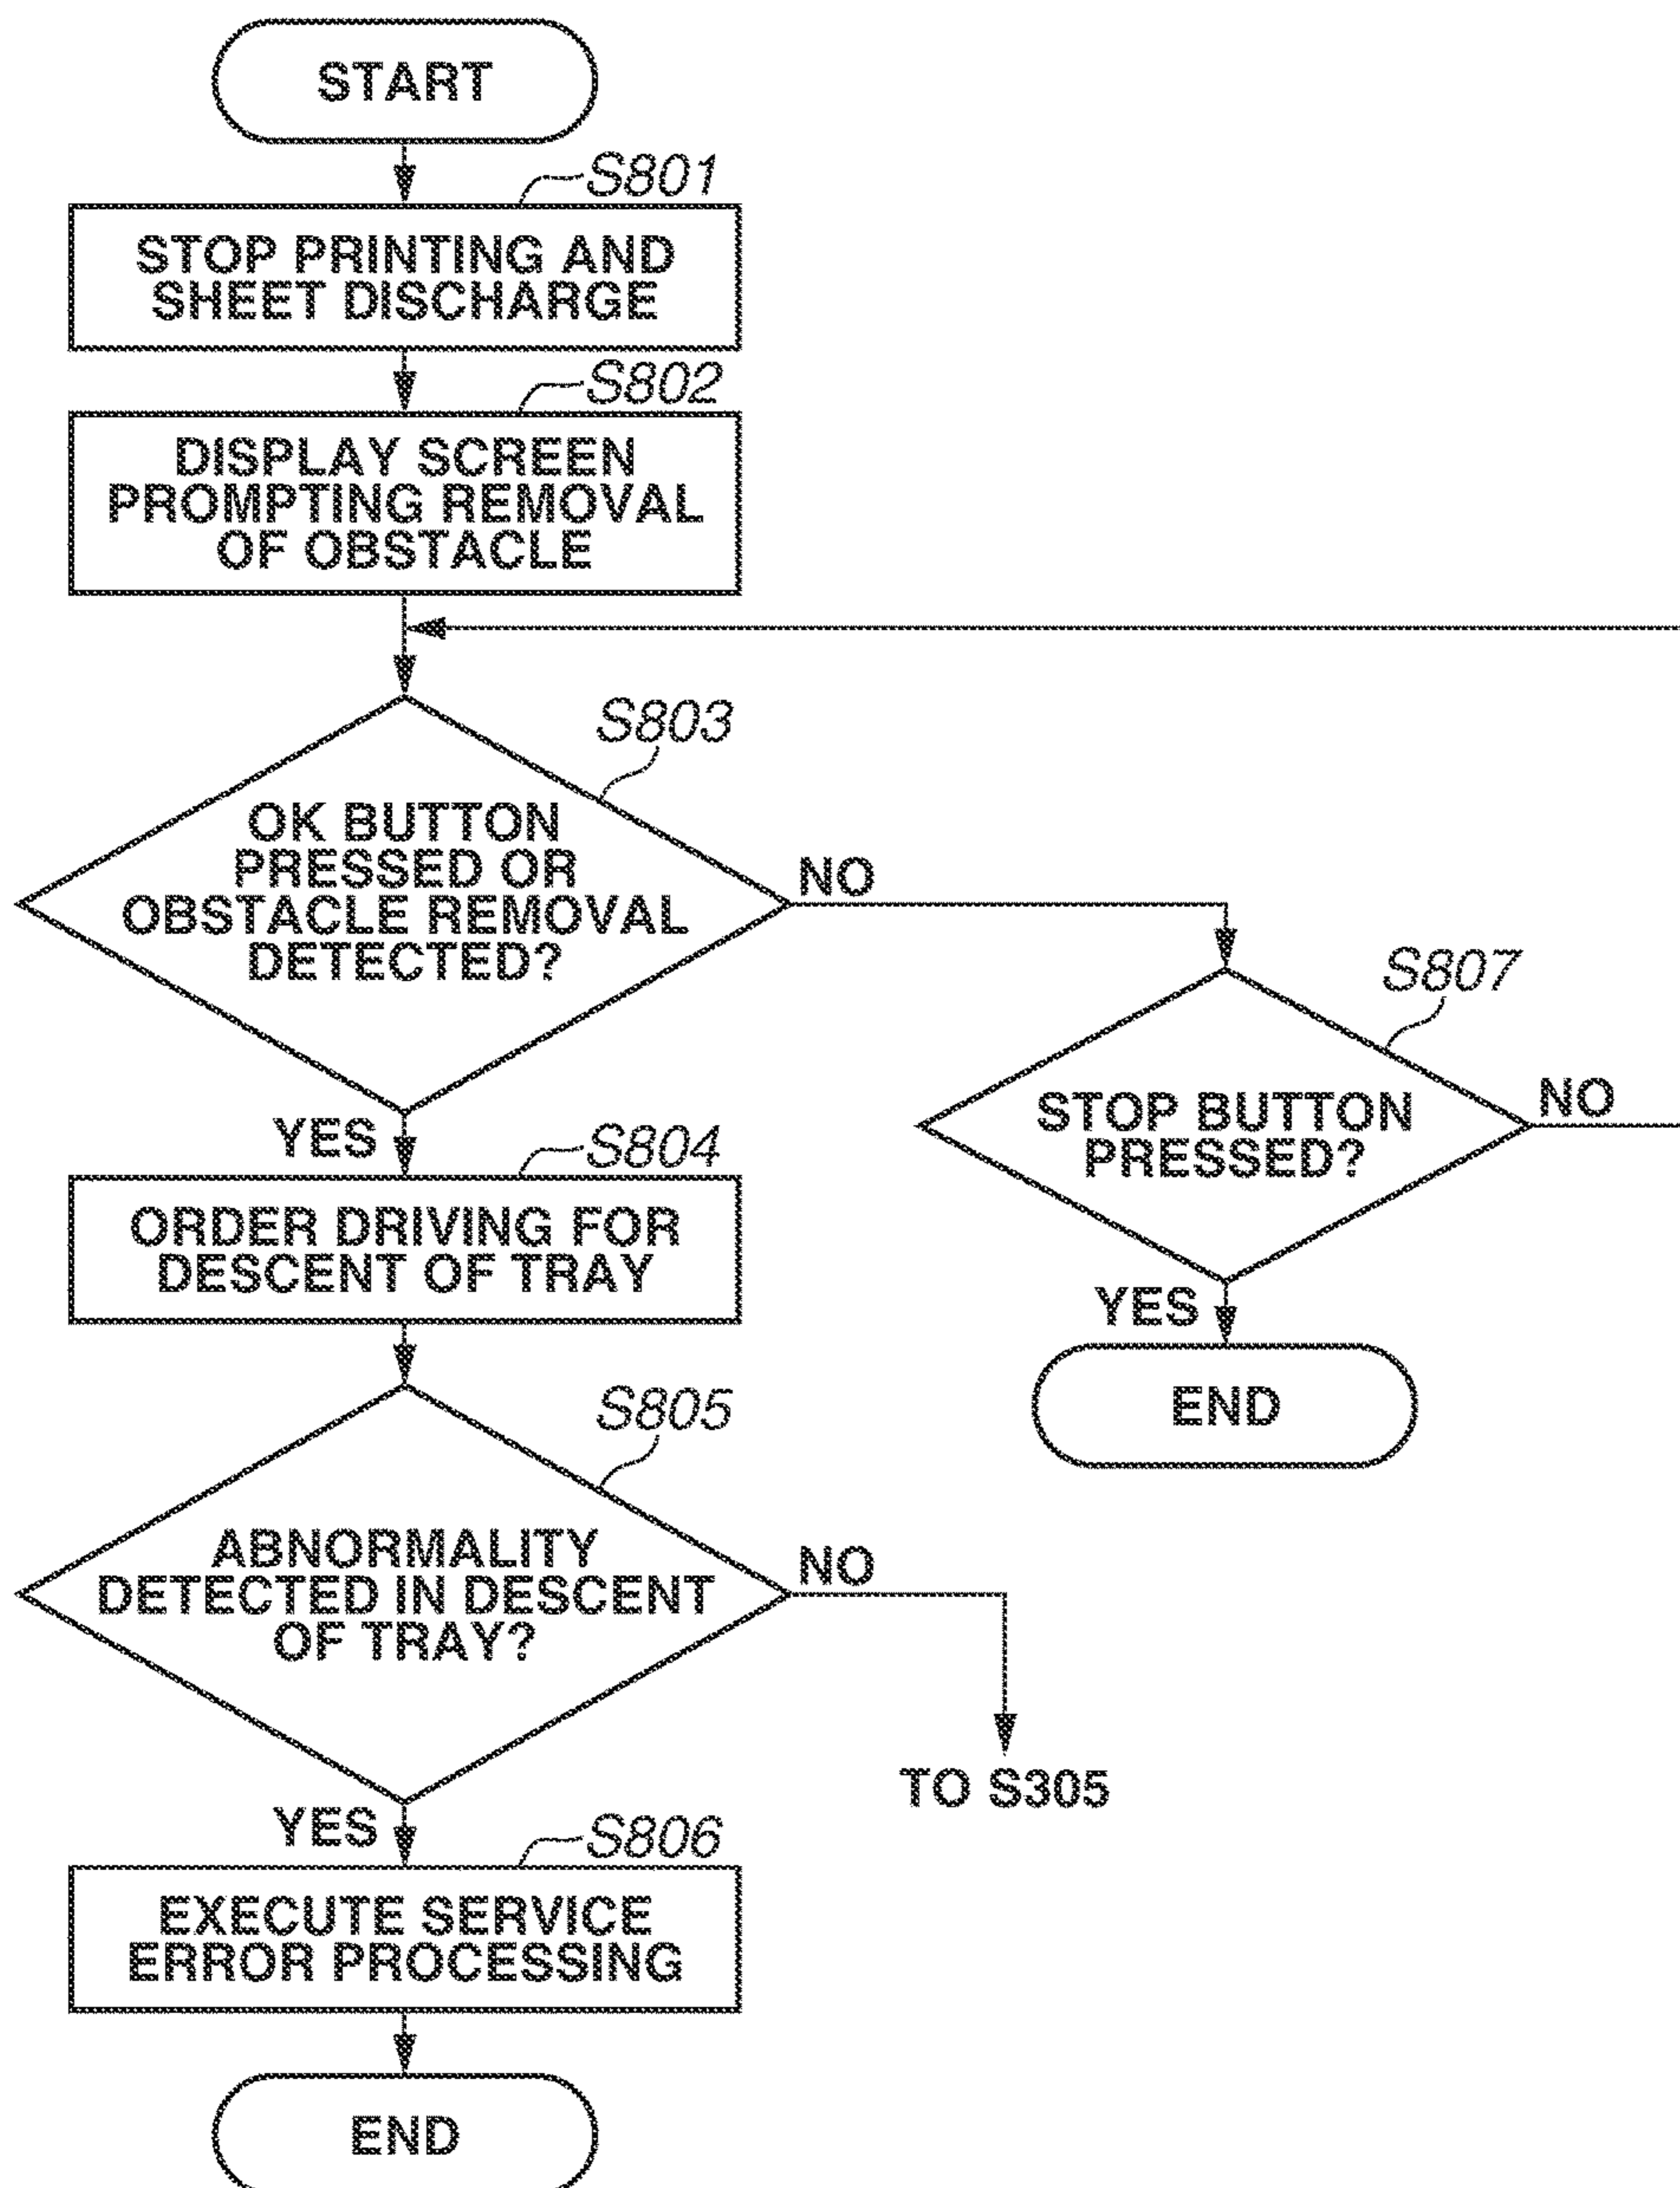 START
S801
STOP PRINTING AND
SHEET DISCHARGE
S802
DISPLAY SCREEN
PROMPTING REMOVAL
OF OBSTACLE
S803
OK BUTTON
PRESSED OR
OBSTACLE REMOVAL
DETECTED?
NO
S807
STOP BUTTON
PRESSED?
NO
YES
END
YES
S804
ORDER DRIVING FOR
DESCENT OF TRAY
S805
ABNORMALITY
DETECTED IN DESCENT
OF TRAY?
NO
TO S305
YES
S806
EXECUTE SERVICE
ERROR PROCESSING
END